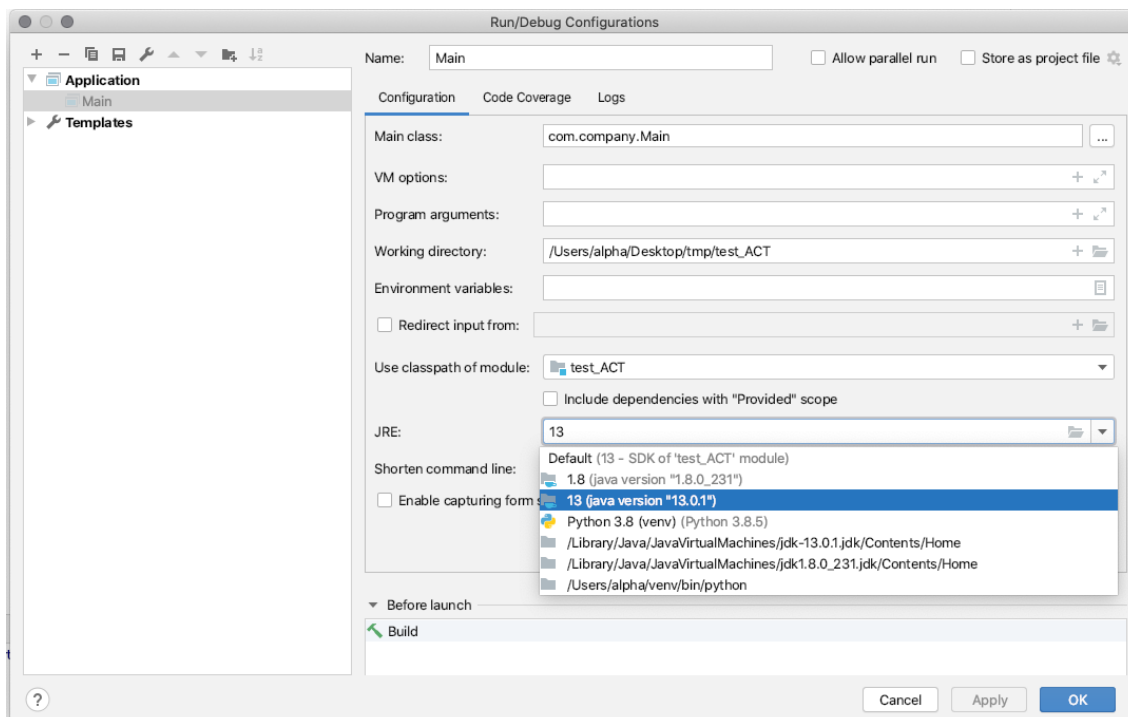 Run/Debug Configurations
Name: Main Allow parallel run Store as project file
Application
Main
Templates
Configuration Code Coverage Logs
Main class: com.company.Main ...
VM options:
Program arguments:
Working directory: /Users/alpha/Desktop/tmp/test_ACT
Environment variables:
Redirect input from:
Use classpath of module: test_ACT
Include dependencies with "Provided" scope
JRE: 13
Default (13 - SDK of 'test_ACT' module)
Shorten command line:
1.8 (java version "1.8.0_231")
Enable capturing form s
13 (java version "13.0.1")
Python 3.8 (venv) (Python 3.8.5)
/Library/Java/JavaVirtualMachines/jdk-13.0.1.jdk/Contents/Home
/Library/Java/JavaVirtualMachines/jdk1.8.0_231.jdk/Contents/Home
/Users/alpha/venv/bin/python
Before launch
Build
? Cancel Apply OK